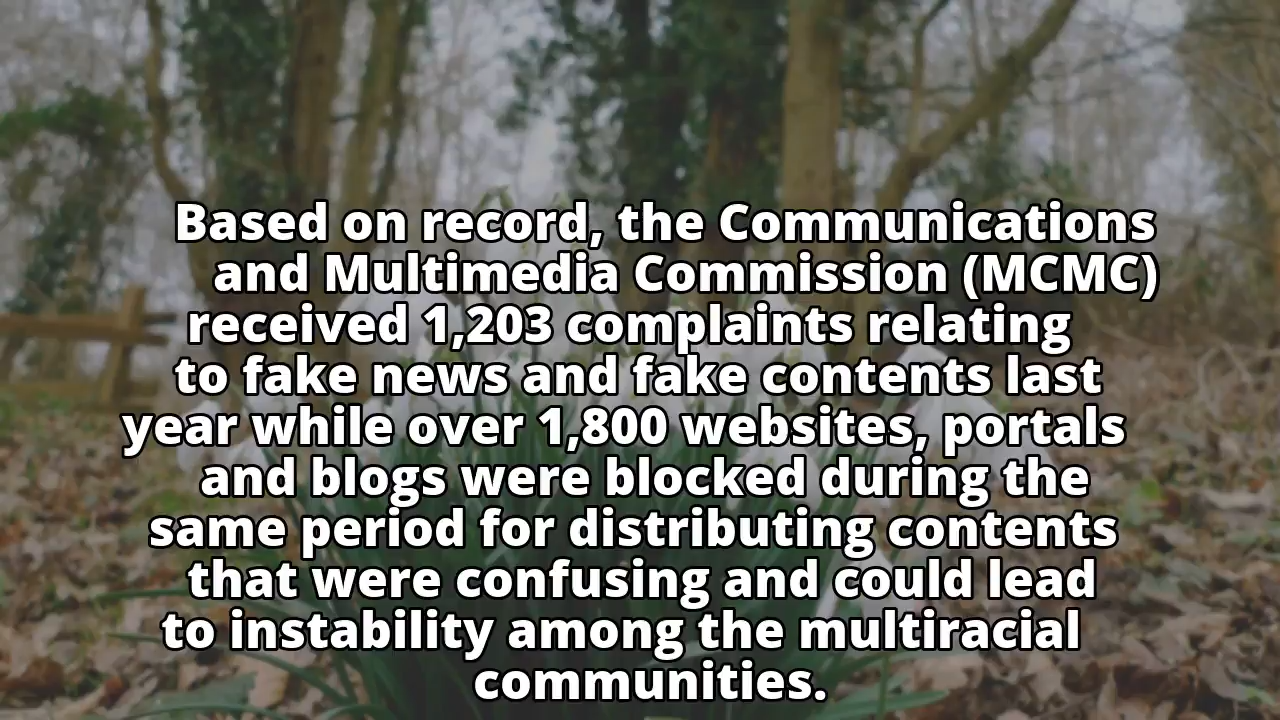 Based on record, the Communications
and Multimedia Commission (MCMC)
received 1,203 complaints relating
to fake news and fake contents last
year while over 1,800 websites, portals
and blogs were blocked during the
same period for distributing contents
that were confusing and could lead
to instability among the multiracial
communities.